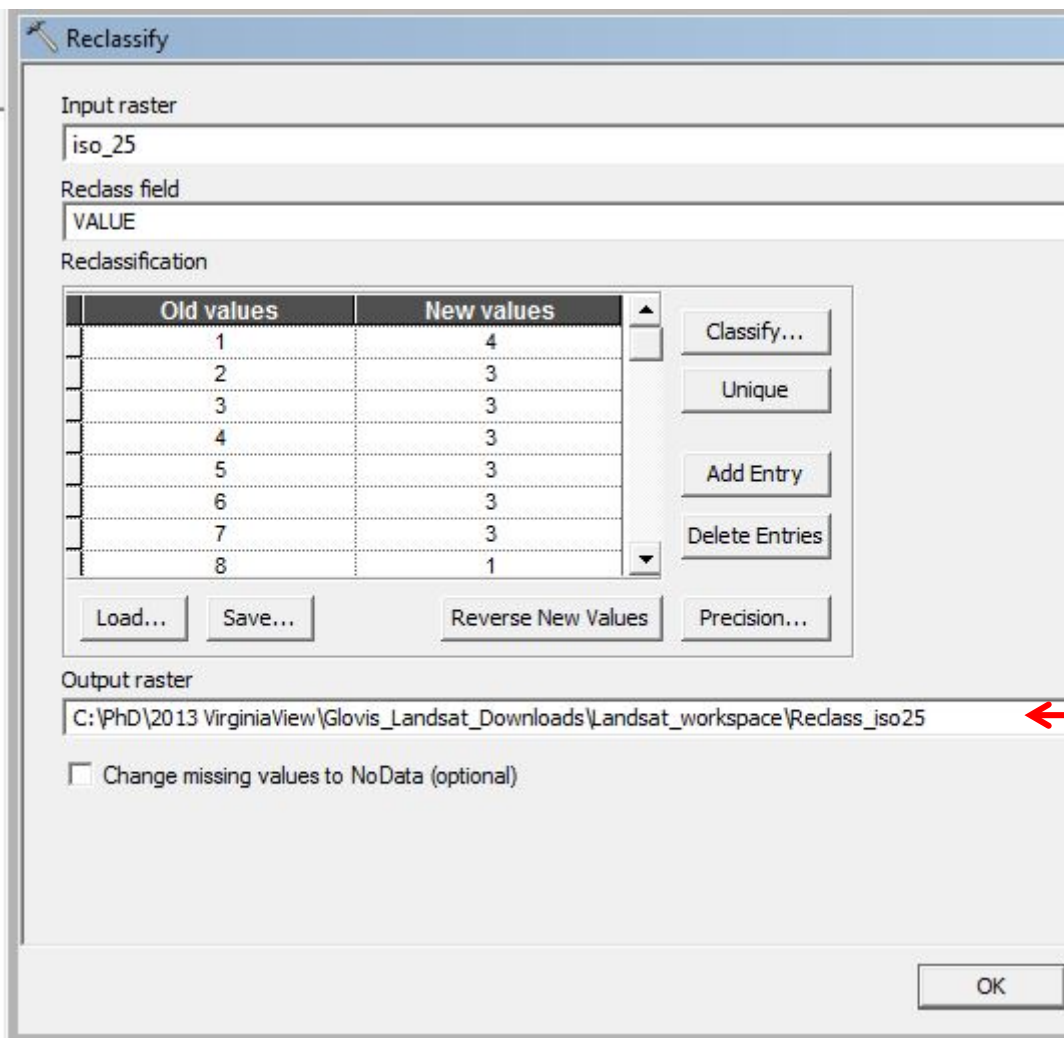 Reclassify
Input raster
iso_25
Reclass field
VALUE
Reclassification
Old values New values
1 4
2 3
3 3
4 3
5 3
6 3
7 3
8 1
Classify...
Unique
Add Entry
Delete Entries
Load... Save... Reverse New Values Precision...
Output raster
C:\PhD\2013 VirginiaView\Glovis_Landsat_Downloads\Landsat_workspace\Reclass_iso25
Change missing values to NoData (optional)
OK